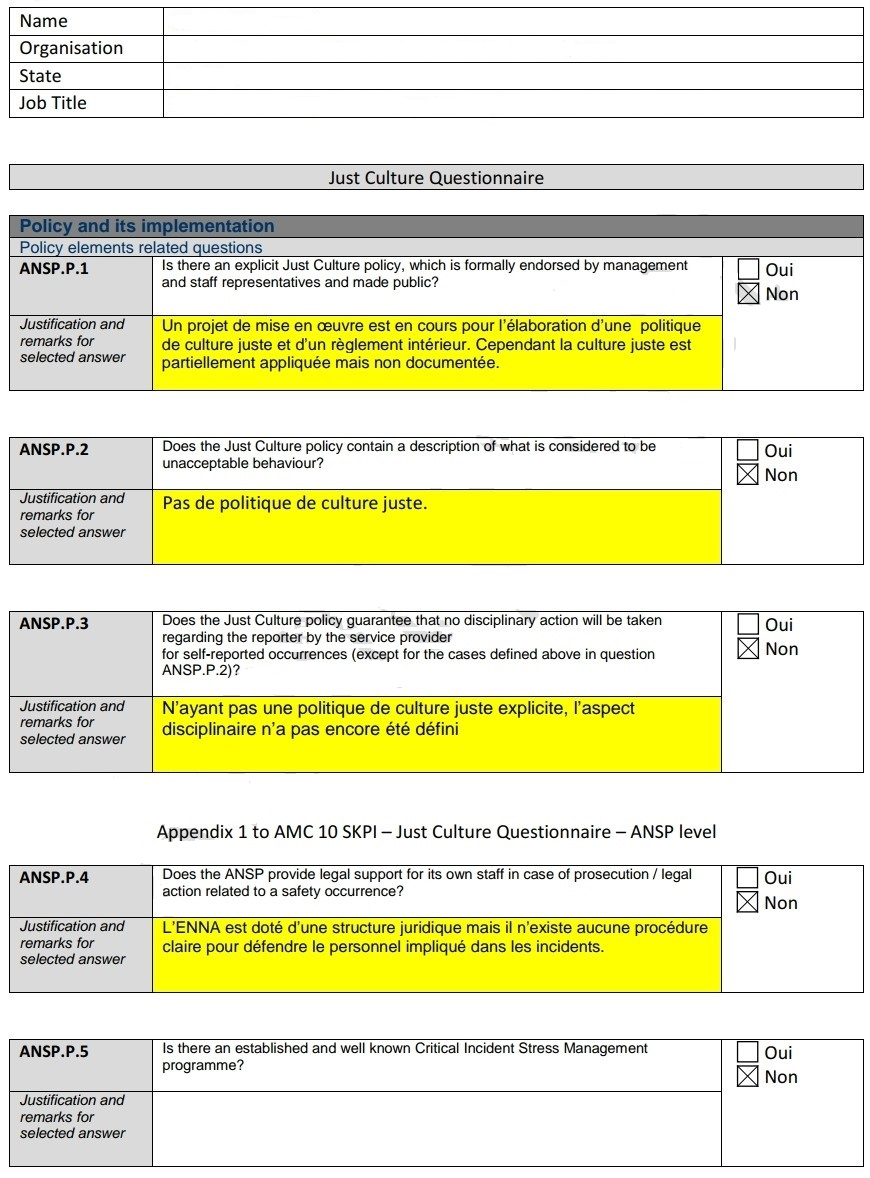 Name
Organisation
State
Job Title
Just Culture Questionnaire
Policy and its implementation
Policy elements related questions
ANSP.P.1
Is there an explicit Just Culture policy, which is formally endorsed by management
and staff representatives and made public?
Oui
Non
Justification and
remarks for
selected answer
Un projet de mise en œuvre est en cours pour l'élaboration d'une politique
de culture juste et d'un règlement intérieur. Cependant la culture juste est
partiellement appliquée mais non documentée.
ANSP.P.2
Does the Just Culture policy contain a description of what is considered to be
unacceptable behaviour?
Oui
Non
Justification and
remarks for
selected answer
Pas de politique de culture juste.
ANSP.P.3
Does the Just Culture policy guarantee that no disciplinary action will be taken
regarding the reporter by the service provider
for self-reported occurrences (except for the cases defined above in question
ANSP.P.2)?
Oui
Non
Justification and
remarks for
selected answer
N'ayant pas une politique de culture juste explicite, l'aspect
disciplinaire n'a pas encore été défini
Appendix 1 to AMC 10 SKPI – Just Culture Questionnaire – ANSP level
ANSP.P.4
Does the ANSP provide legal support for its own staff in case of prosecution / legal
action related to a safety occurrence?
Oui
Non
Justification and
remarks for
selected answer
L'ENNA est doté d'une structure juridique mais il n'existe aucune procédure
claire pour défendre le personnel impliqué dans les incidents.
ANSP.P.5
Is there an established and well known Critical Incident Stress Management
programme?
Oui
Non
Justification and
remarks for
selected answer